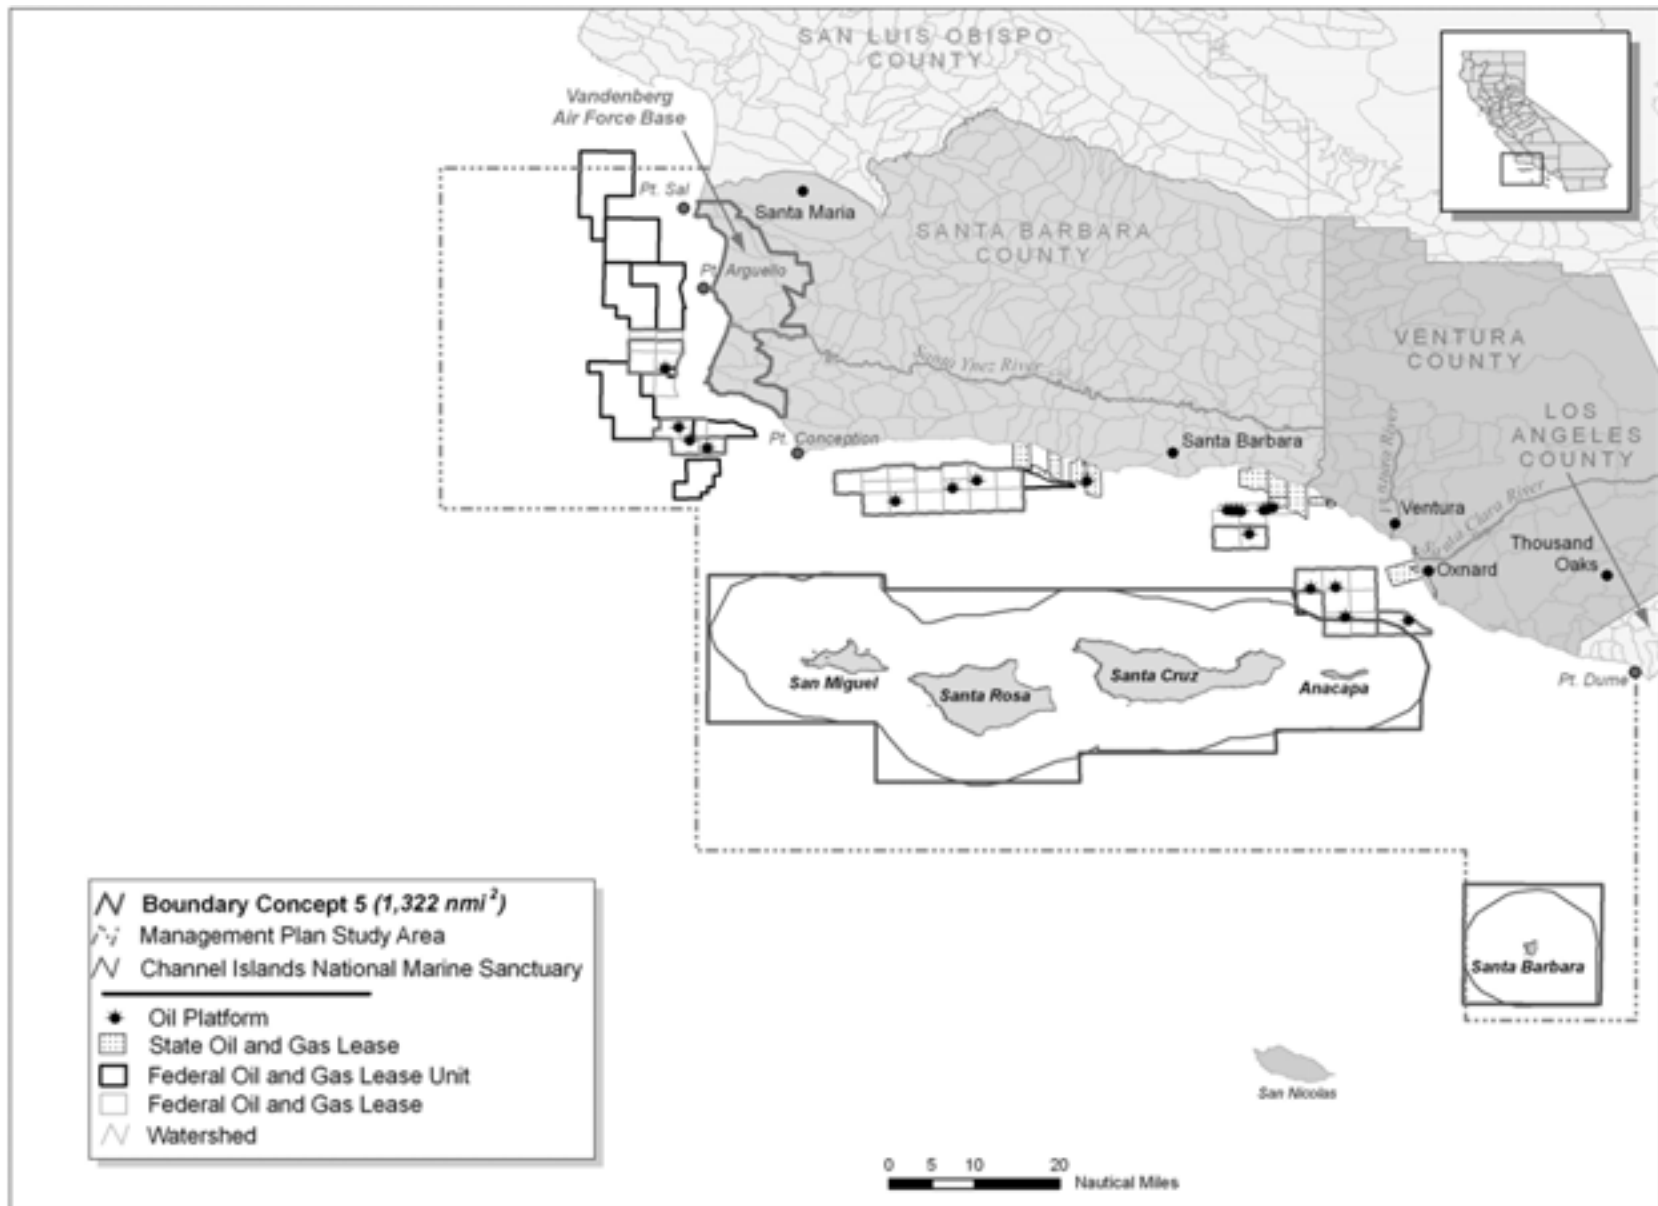 SAN LUIS OBISPO
COUNTY
Vandenberg
Air Force Base
Pt. Sal
Santa Maria
SANTA BARBARA
COUNTY
Pt. Arguello
VENTURA
COUNTY
Santa Ynez River
LOS
ANGELES
COUNTY
Pt. Conception
Santa Barbara
Ventura River
Ventura
Santa Clara River
Thousand
Oaks
Oxnard
San Miguel
Santa Rosa
Santa Cruz
Anacapa
Pt. Dume
Boundary Concept 5 (1,322 nmi²)
Management Plan Study Area
Channel Islands National Marine Sanctuary
Oil Platform
State Oil and Gas Lease
Federal Oil and Gas Lease Unit
Federal Oil and Gas Lease
Watershed
Santa Barbara
San Nicolas
0 5 10 20
Nautical Miles